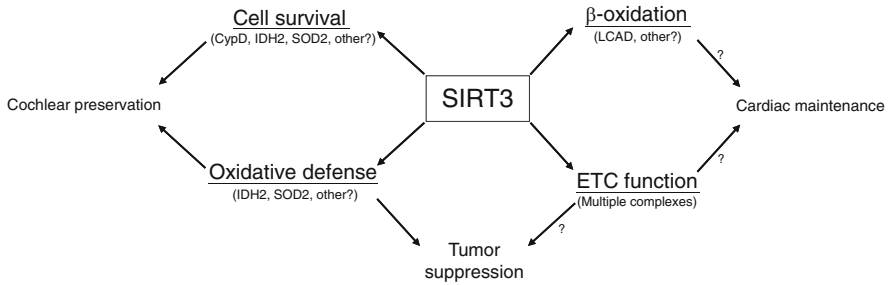 Cell survival
(CypD, IDH2, SOD2, other?)
β-oxidation
(LCAD, other?)
?
Cochlear preservation
SIRT3
Cardiac maintenance
?
Oxidative defense
(IDH2, SOD2, other?)
ETC function
(Multiple complexes)
?
Tumor
suppression